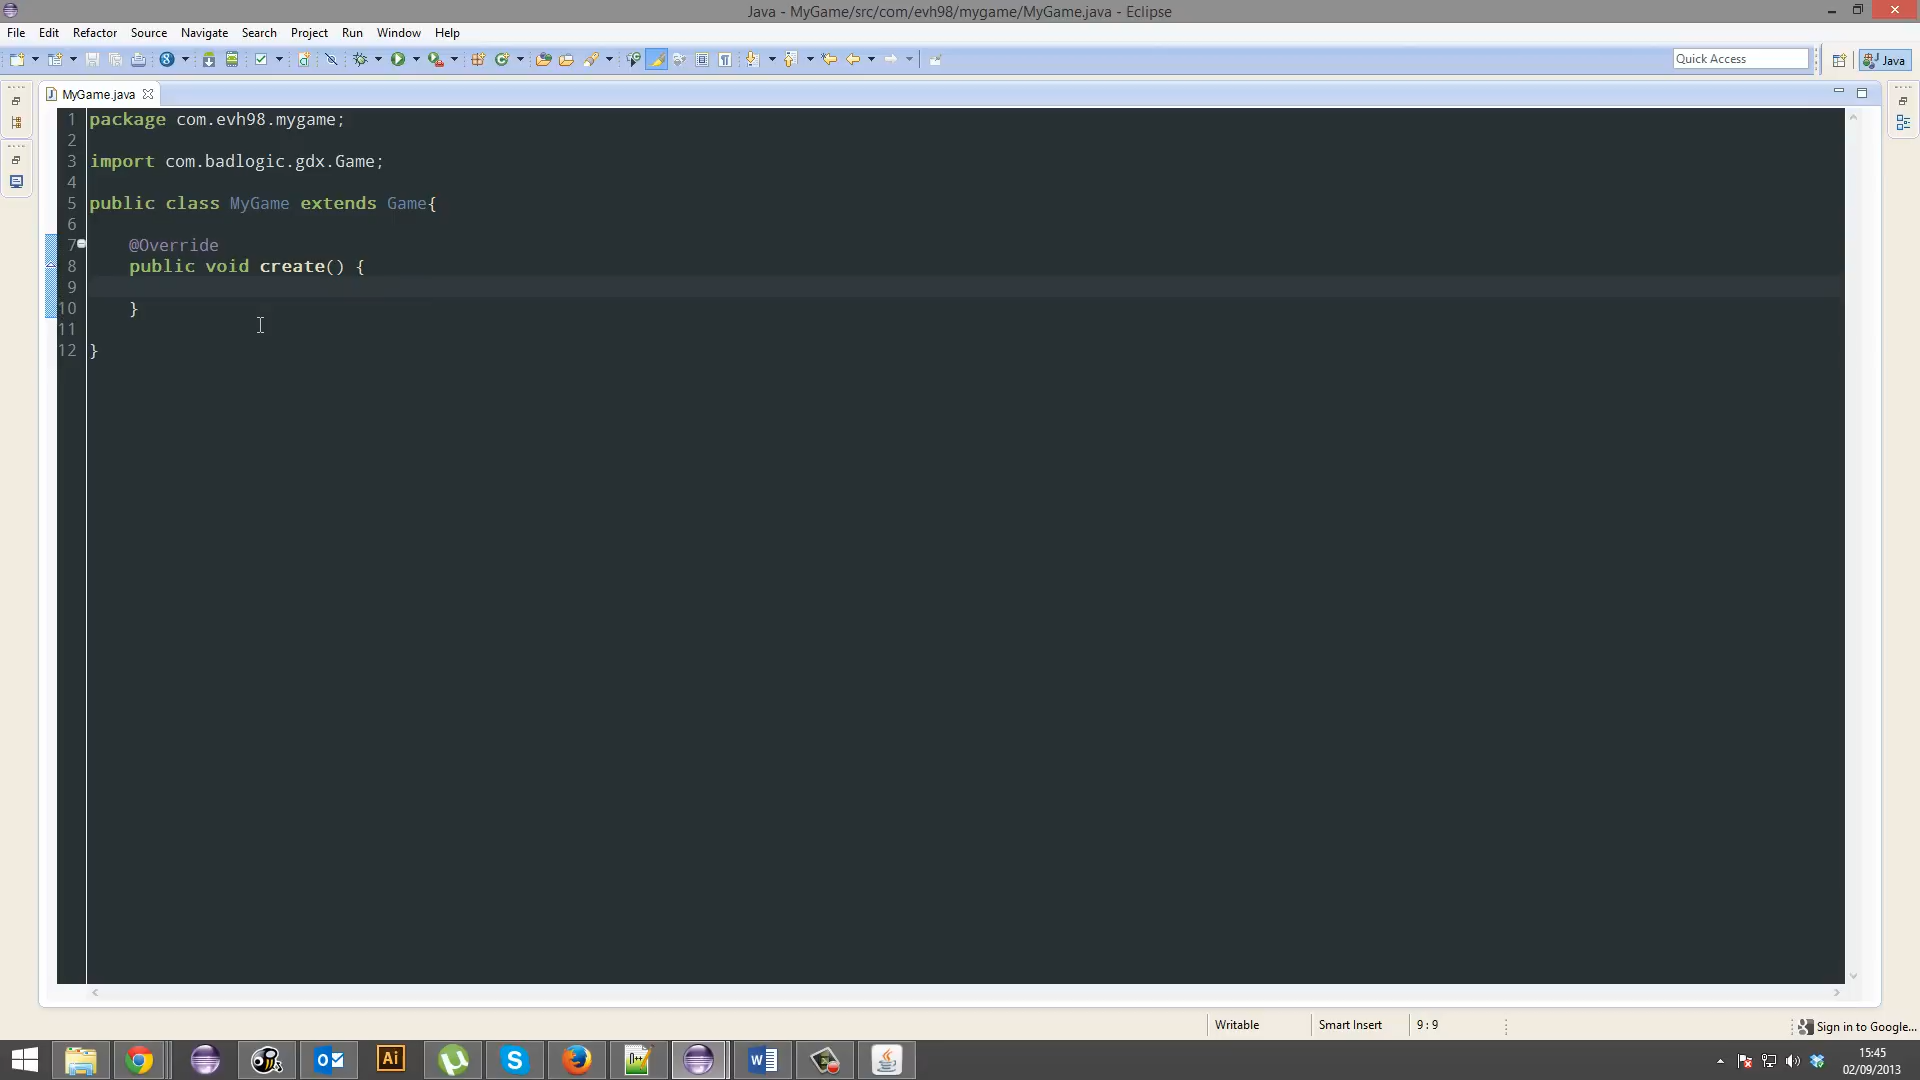 Java - MyGame/src/com/evh98/mygame/MyGame.java - Eclipse
File Edit Refactor Source Navigate Search Project Run Window Help
Quick Access
Java
MyGame.java
1 package com.evh98.mygame;
2
3 import com.badlogic.gdx.Game;
4
5 public class MyGame extends Game{
6
7 @Override
8 public void create() {
9
10 }
11
12 }
Writable Smart Insert 9 : 9
Sign in to Google...
Ai
15:45
02/09/2013